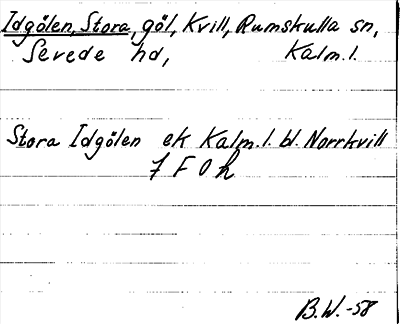 Idgölen, Stora, göl, Kvill, Rumskulla sn,
Sevede hd, Kalm.l.
Stora Idgölen ek Kalm.l. bl. Norrkvill
7 F 0 h
B.W.-58